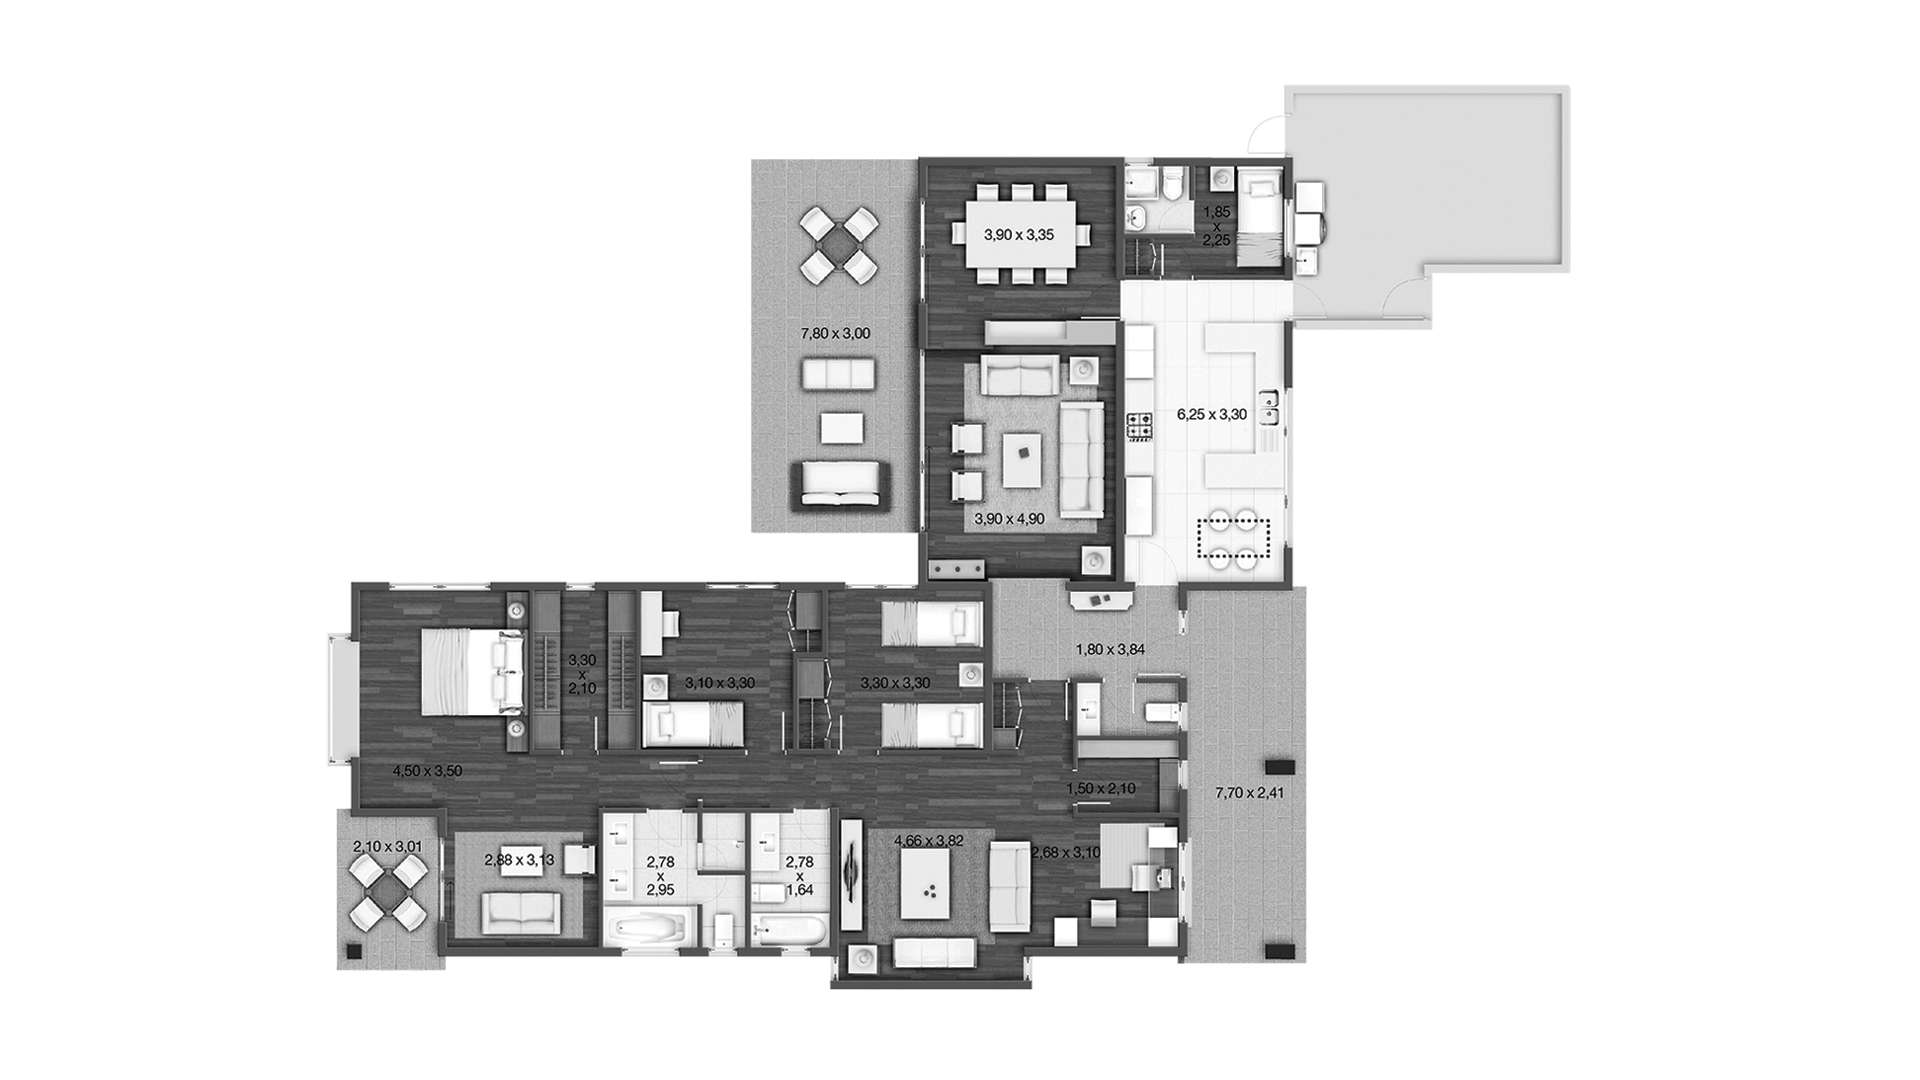 3,90 x 3,35
1,85
x
2,25
7,80 x 3,00
6,25 x 3,30
3,90 x 4,90
1,80 x 3,84
3,30
x
2,10
3,10 x 3,30
3,30 x 3,30
4,50 x 3,50
1,50 x 2,10
7,70 x 2,41
2,10 x 3,01
2,88 x 3,13
2,78
x
2,95
2,78
x
1,64
4,66 x 3,82
2,68 x 3,10